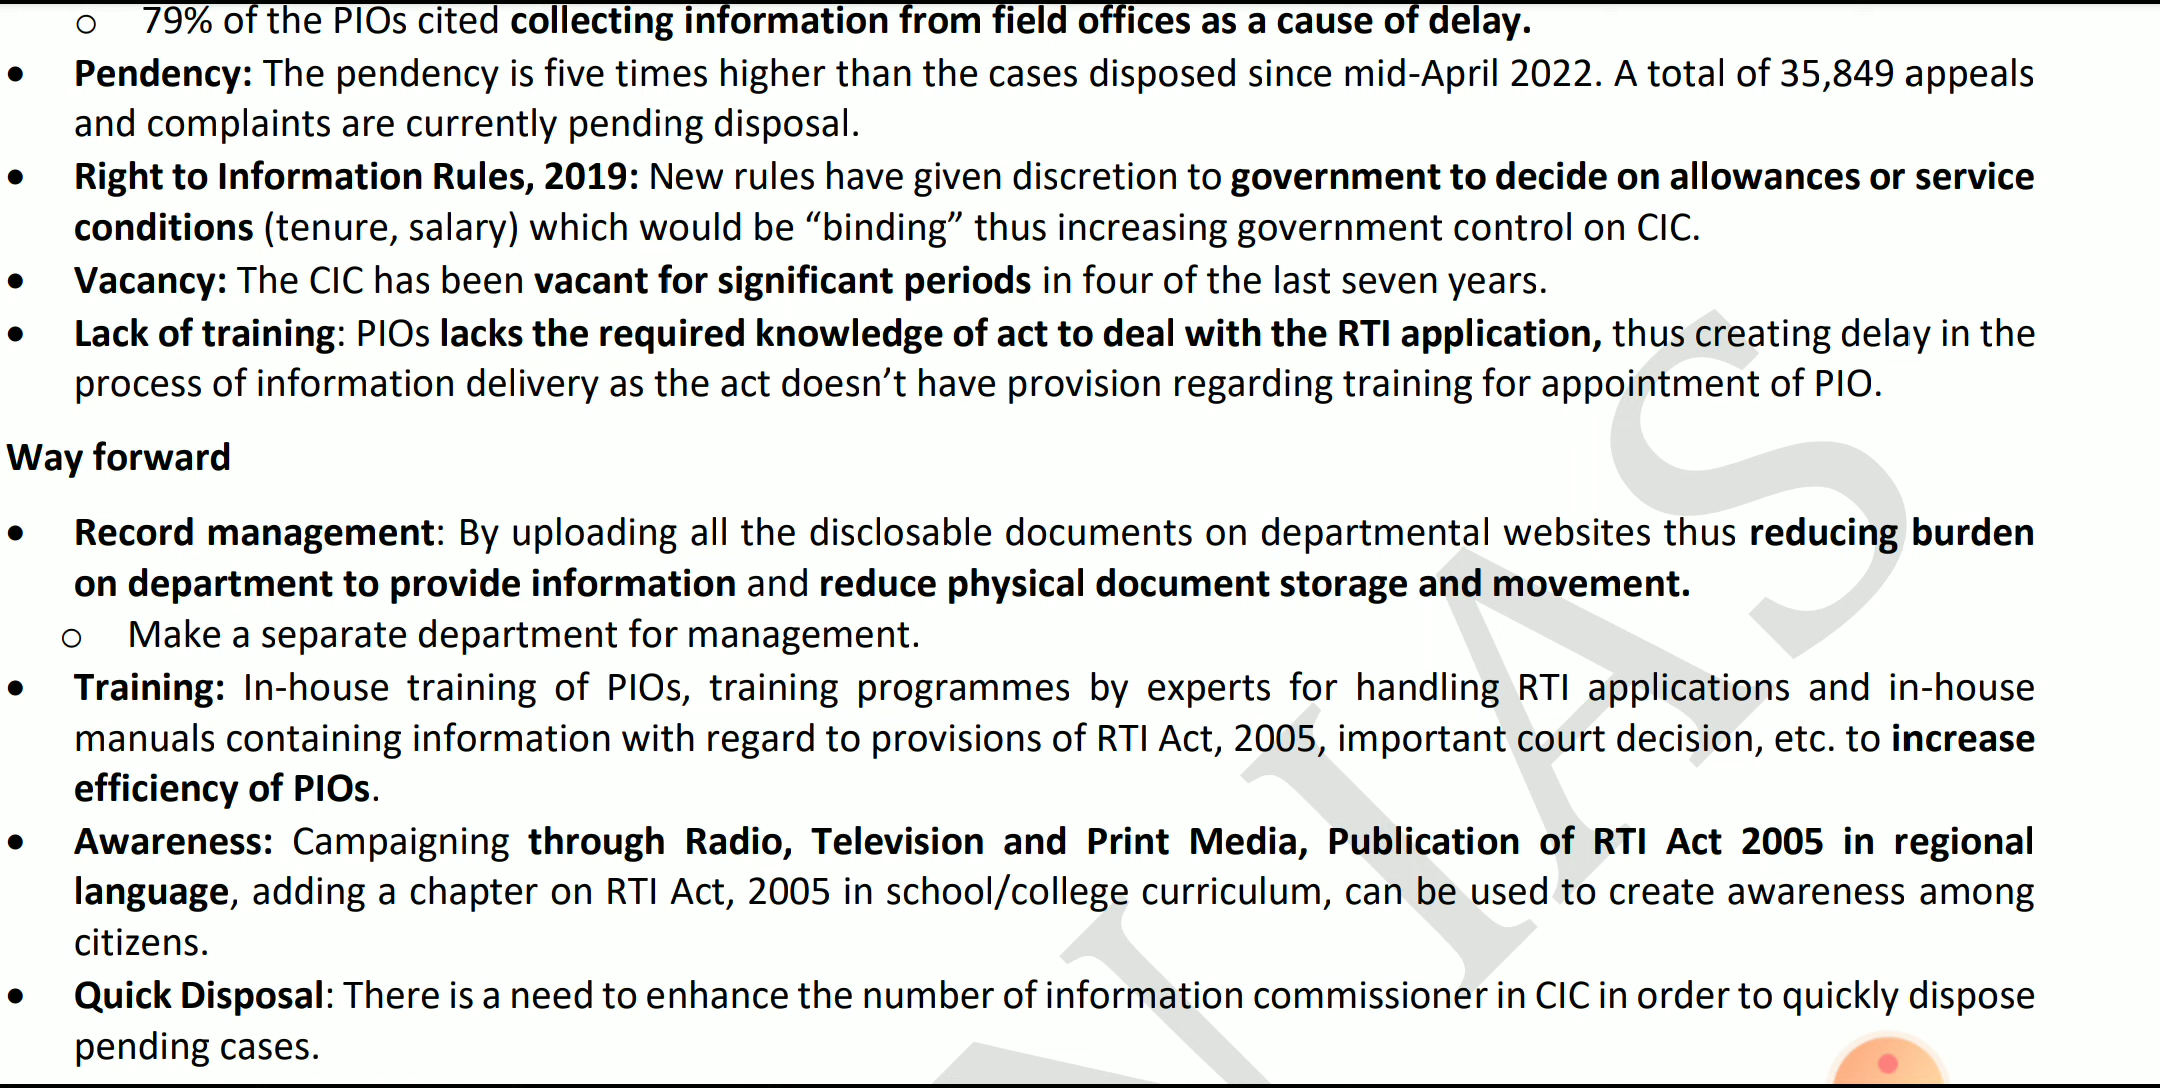 o 79% of the PIOs cited collecting information from field offices as a cause of delay.
• Pendency: The pendency is five times higher than the cases disposed since mid-April 2022. A total of 35,849 appeals
and complaints are currently pending disposal.
• Right to Information Rules, 2019: New rules have given discretion to government to decide on allowances or service
conditions (tenure, salary) which would be “binding” thus increasing government control on CIC.
• Vacancy: The CIC has been vacant for significant periods in four of the last seven years.
• Lack of training: PIOs lacks the required knowledge of act to deal with the RTI application, thus creating delay in the
process of information delivery as the act doesn’t have provision regarding training for appointment of PIO.
Way forward
• Record management: By uploading all the disclosable documents on departmental websites thus reducing burden
on department to provide information and reduce physical document storage and movement.
o Make a separate department for management.
• Training: In-house training of PIOs, training programmes by experts for handling RTI applications and in-house
manuals containing information with regard to provisions of RTI Act, 2005, important court decision, etc. to increase
efficiency of PIOs.
• Awareness: Campaigning through Radio, Television and Print Media, Publication of RTI Act 2005 in regional
language, adding a chapter on RTI Act, 2005 in school/college curriculum, can be used to create awareness among
citizens.
• Quick Disposal: There is a need to enhance the number of information commissioner in CIC in order to quickly dispose
pending cases.
IAS